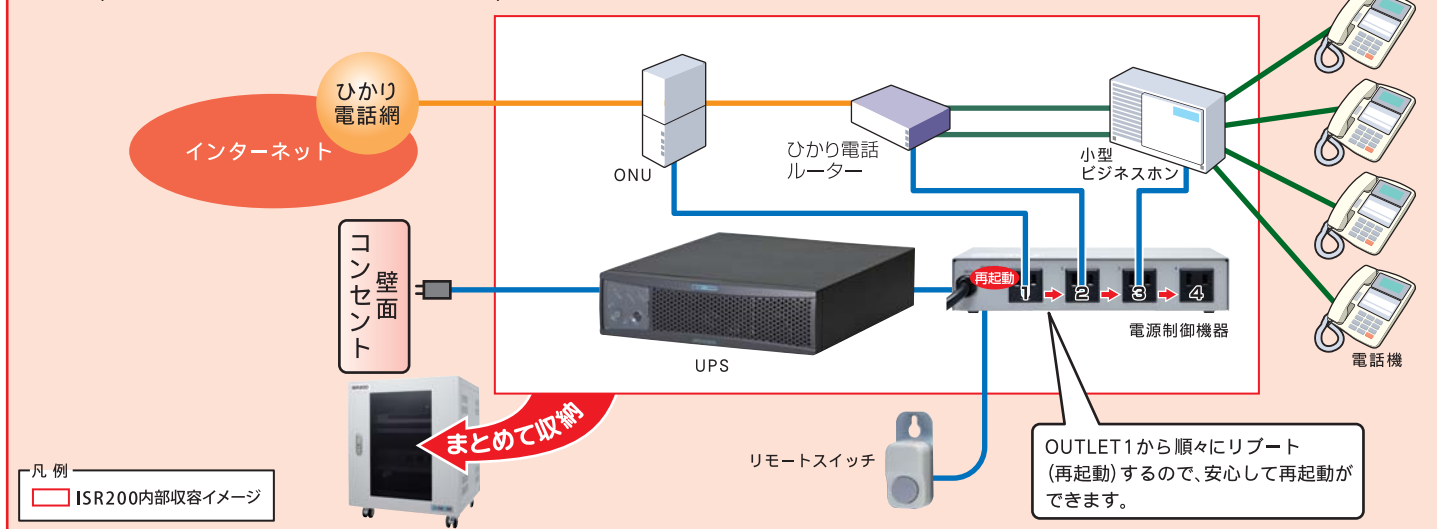 ひかり
電話網
インターネット
ONU
ひかり電話
ルーター
小型
ビジネスホン
壁面
コンセント
UPS
再起動
1
2
3
4
電源制御機器
電話機
まとめて収納
リモートスイッチ
OUTLET1から順々にリブート
(再起動)するので、安心して再起動が
できます。
凡例
ISR200内部収容イメージ